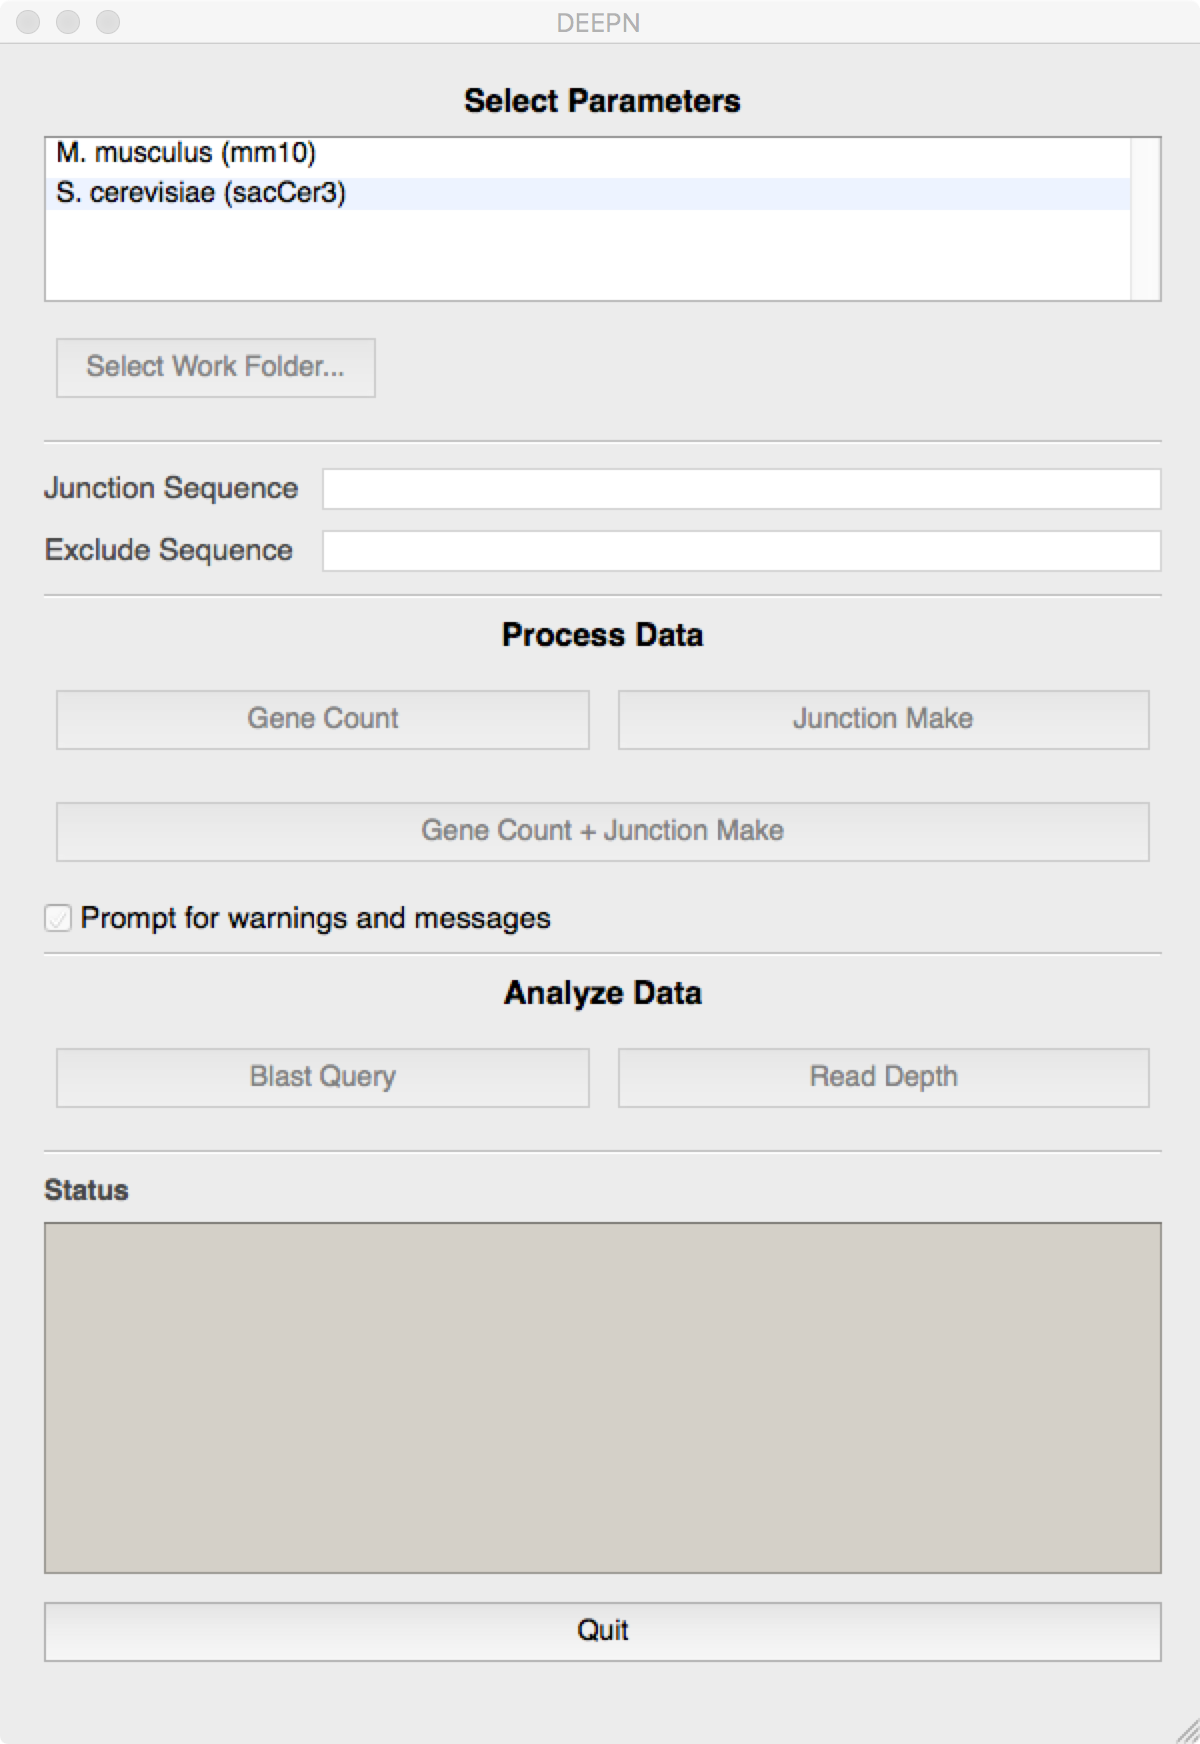 DEEPN
Select Parameters
M. musculus (mm10)
S. cerevisiae (sacCer3)
Select Work Folder...
Junction Sequence
Exclude Sequence
Process Data
Gene Count
Junction Make
Gene Count + Junction Make
Prompt for warnings and messages
Analyze Data
Blast Query
Read Depth
Status
Quit